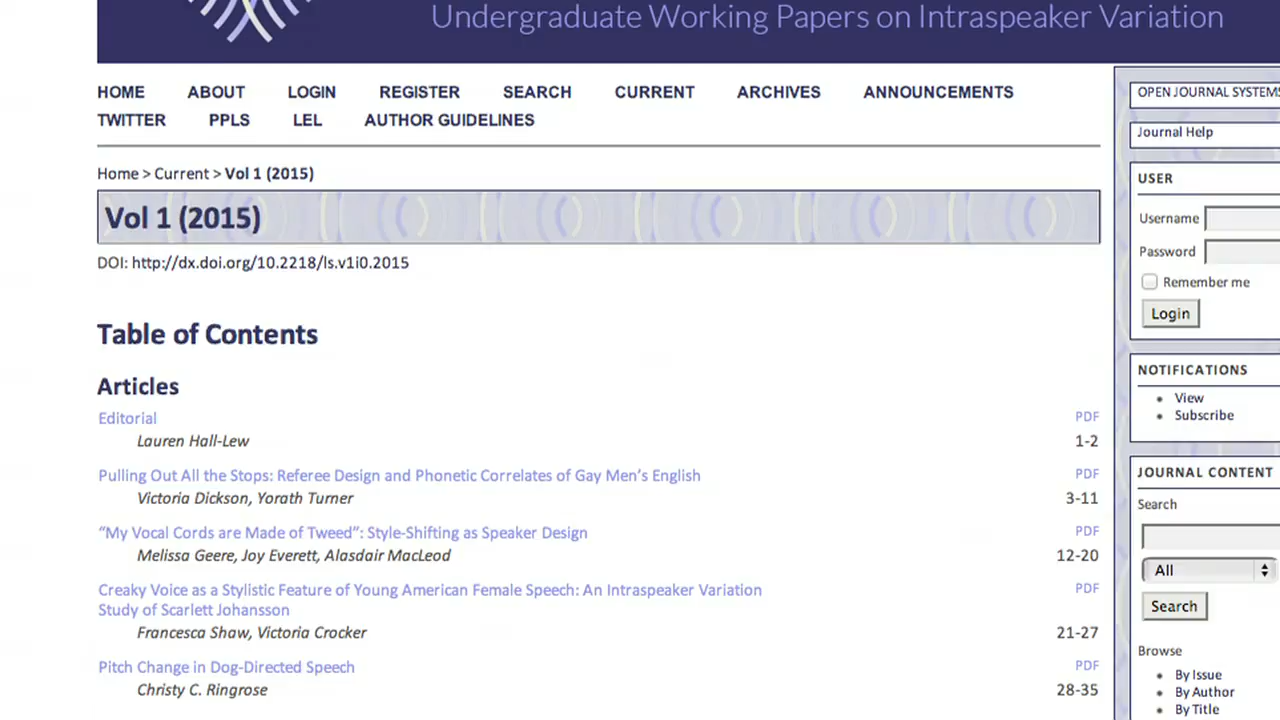 Undergraduate Working Papers on Intraspeaker Variation
HOME ABOUT LOGIN REGISTER SEARCH CURRENT ARCHIVES ANNOUNCEMENTS
TWITTER PPLS LEL AUTHOR GUIDELINES
Home > Current > Vol 1 (2015)
Vol 1 (2015)
DOI: http://dx.doi.org/10.2218/ls.v1i0.2015
Table of Contents
Articles
Editorial PDF
Lauren Hall-Lew 1-2
Pulling Out All the Stops: Referee Design and Phonetic Correlates of Gay Men's English PDF
Victoria Dickson, Yorath Turner 3-11
“My Vocal Cords are Made of Tweed”: Style-Shifting as Speaker Design PDF
Melissa Geere, Joy Everett, Alasdair MacLeod 12-20
Creaky Voice as a Stylistic Feature of Young American Female Speech: An Intraspeaker Variation PDF
Study of Scarlett Johansson
Francesca Shaw, Victoria Crocker 21-27
Pitch Change in Dog-Directed Speech PDF
Christy C. Ringrose 28-35
OPEN JOURNAL SYSTEMS
Journal Help
USER
Username
Password
Remember me
Login
NOTIFICATIONS
View
Subscribe
JOURNAL CONTENT
Search
All
Search
Browse
By Issue
By Author
By Title